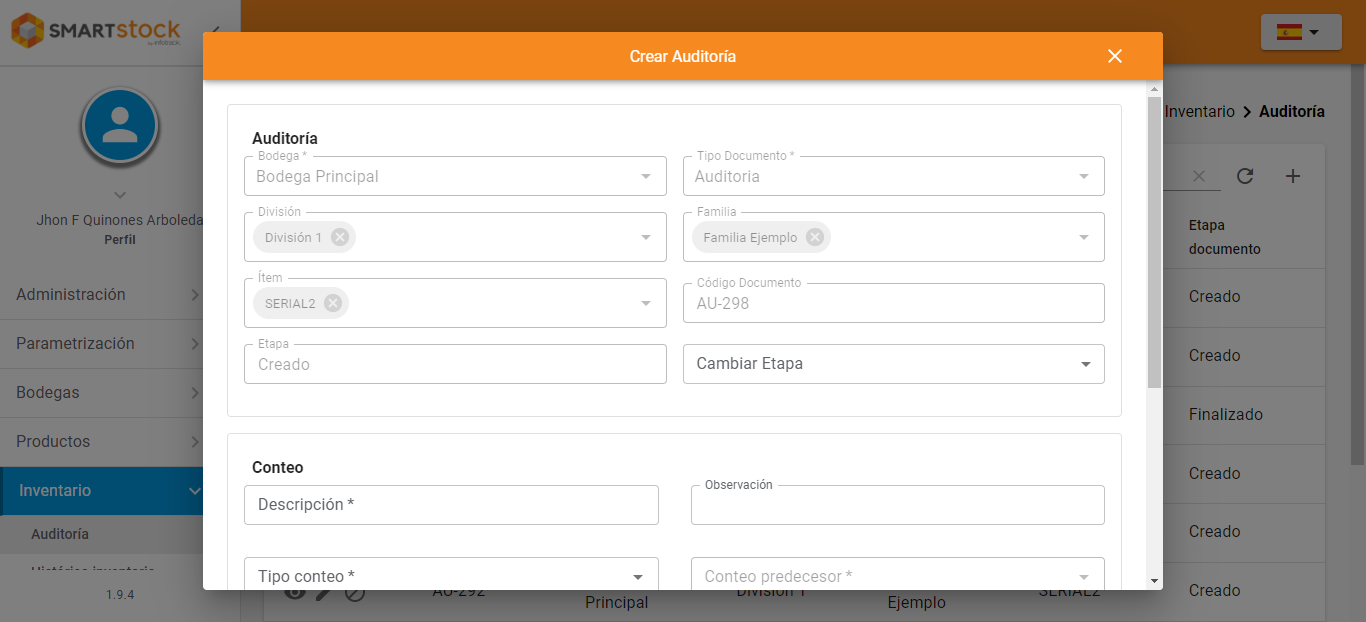 SMARTSTOCK
by infotrack
Crear Auditoría
Inventario
Auditoría
Jhon F Quinones Arboleda
Perfil
Administración
Parametrización
Bodegas
Productos
Inventario
Auditoría
1.9.4
Auditoría
Bodega *
Bodega Principal
Tipo Documento *
Auditoria
División
División 1
Familia
Familia Ejemplo
Ítem
SERIAL2
Código Documento
AU-298
Etapa
Creado
Cambiar Etapa
Conteo
Descripción *
Observación
Tipo conteo *
Conteo predecesor *
Etapa
documento
Creado
Creado
Finalizado
Creado
Creado
AU-292
Principal
División 1
Ejemplo
SERIAL2
Creado